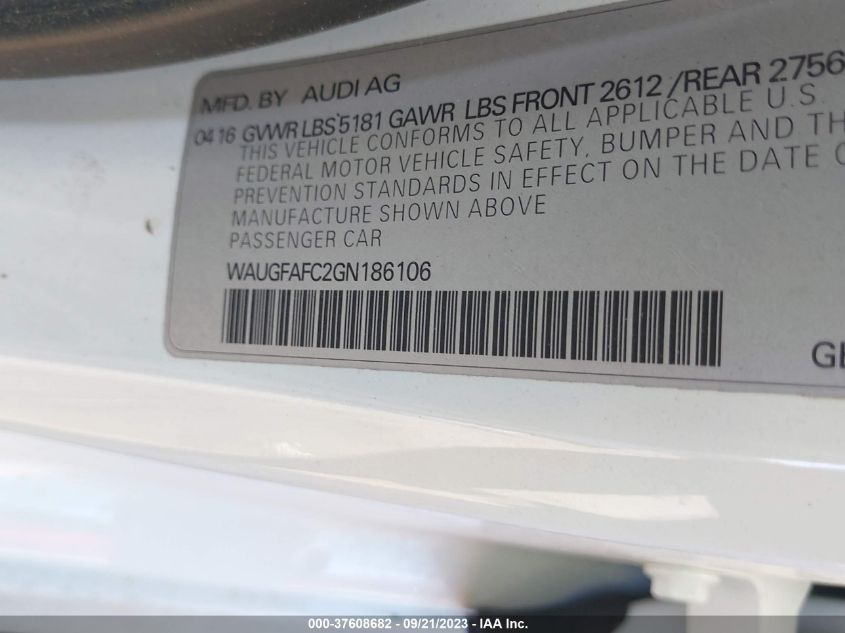 MFD. BY AUDI AG
04 16 GVWR LBS 5181 GAWR LBS FRONT 2612 / REAR 2756
THIS VEHICLE CONFORMS TO ALL APPLICABLE U.S
FEDERAL MOTOR VEHICLE SAFETY, BUMPER AND TH
PREVENTION STANDARDS IN EFFECT ON THE DATE O
MANUFACTURE SHOWN ABOVE
PASSENGER CAR
WAUGFAFC2GN186106
GE
000-37608682 - 09/21/2023 - IAA Inc.